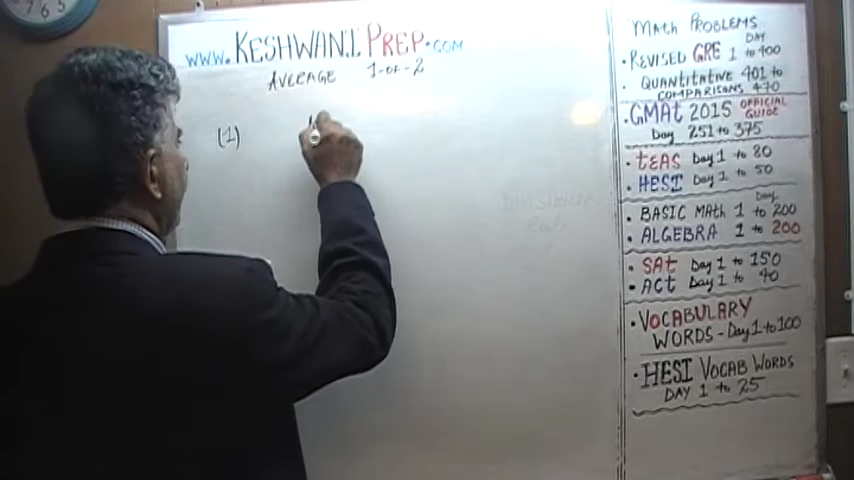 7 6 5
www. KESHWANI PREP.COM
AVERAGE 1-OF-2
(1)
MATH PROBLEMS
DAY
• REVISED GRE 1 to 400
• QUANTITATIVE 401 to
COMPARISONS 470
• GMAt 2015 OFFICIAL GUIDE
Day 251 to 375
• tEAS Day 1 to 80
• HESI Day 1 to 50
Day
• BASIC MAth 1 to 200
• ALGEBRA 1 to 200
• SAt Day 1 to 150
• ACt Day 1 to 40
• VOCABULARY
WORDS - Day 1 to 100
• HESI VOCAB WORDS
DAY 1 to 25